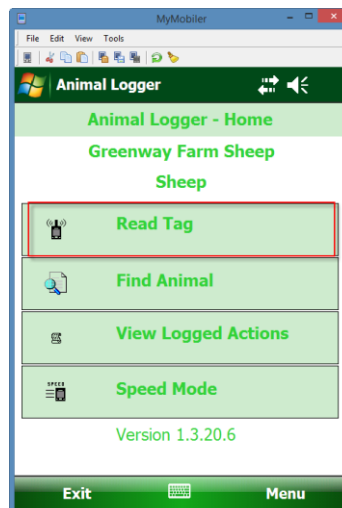 MyMobiler
File Edit View Tools
Animal Logger
Animal Logger - Home
Greenway Farm Sheep
Sheep
Read Tag
Find Animal
View Logged Actions
SPEED
Speed Mode
Version 1.3.20.6
Exit Menu